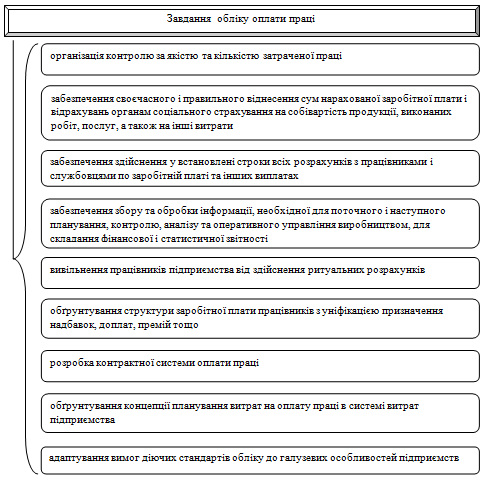 Завдання обліку оплати праці
організація контролю за якістю та кількістю затраченої праці
забезпечення своєчасного і правильного віднесення сум нарахованої заробітної плати і
відрахувань органам соціального страхування на собівартість продукції, виконаних
робіт, послуг, а також на інші витрати
забезпечення здійснення у встановлені строки всіх розрахунків з працівниками і
службовцями по заробітній платі та інших виплатах
забезпечення збору та обробки інформації, необхідної для поточного і наступного
планування, контролю, аналізу та оперативного управління виробництвом, для
складання фінансової і статистичної звітності
вивільнення працівників підприємства від здійснення ритуальних розрахунків
обґрунтування структури заробітної плати працівників з уніфікацією призначення
надбавок, доплат, премій тощо
розробка контрактної системи оплати праці
обґрунтування концепції планування витрат на оплату праці в системі витрат
підприємства
адаптування вимог діючих стандартів обліку до галузевих особливостей підприємств